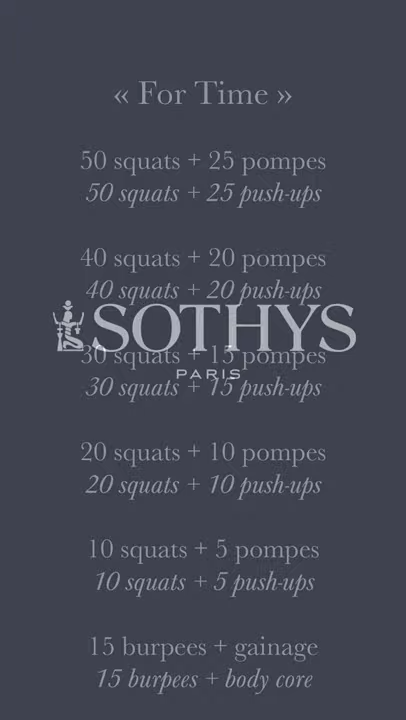 « For Time »
50 squats + 25 pompes
50 squats + 25 push-ups
40 squats + 20 pompes
40 squats + 20 push-ups
SOTHYS
30 squats + 15 pompes
PARIS
30 squats + 15 push-ups
20 squats + 10 pompes
20 squats + 10 push-ups
10 squats + 5 pompes
10 squats + 5 push-ups
15 burpees + gainage
15 burpees + body core